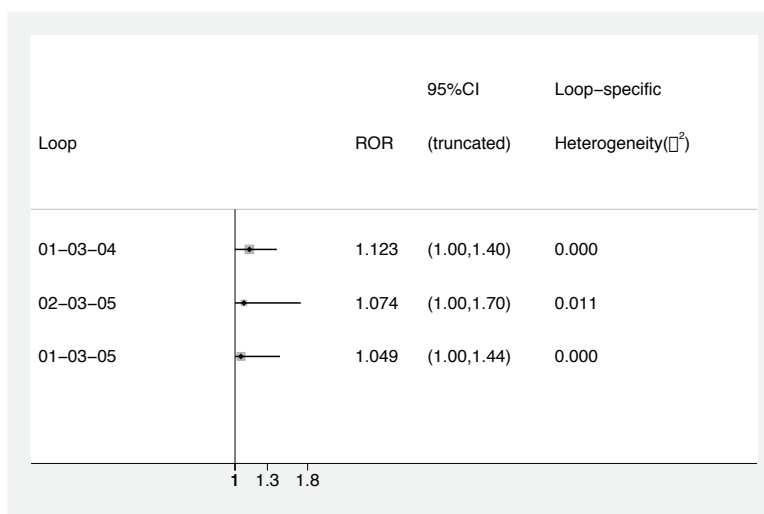 95%CI Loop−specific
Loop ROR (truncated) Heterogeneity(▯²)
01−03−04 1.123 (1.00,1.40) 0.000
02−03−05 1.074 (1.00,1.70) 0.011
01−03−05 1.049 (1.00,1.44) 0.000
1 1.3 1.8